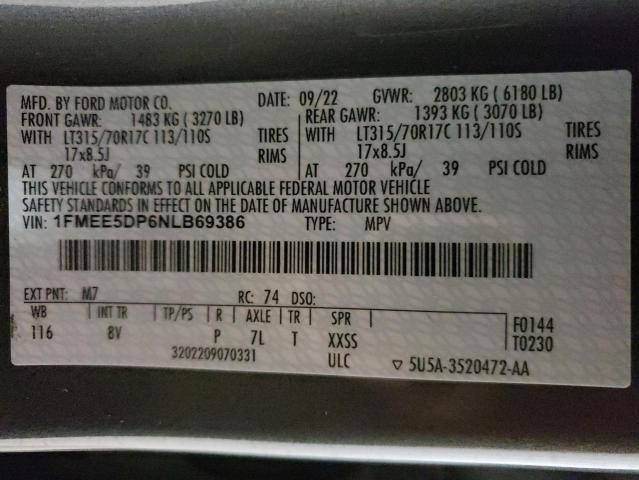 MFD. BY FORD MOTOR CO. DATE: 09/22 GVWR: 2803 KG ( 6180 LB)
FRONT GAWR: 1483 KG ( 3270 LB) REAR GAWR: 1393 KG ( 3070 LB)
WITH LT315/70R17C 113/110S TIRES WITH LT315/70R17C 113/110S TIRES
17x8.5J RIMS 17x8.5J RIMS
AT 270 kPa/ 39 PSI COLD AT 270 kPa/ 39 PSI COLD
THIS VEHICLE CONFORMS TO ALL APPLICABLE FEDERAL MOTOR VEHICLE
SAFETY STANDARDS IN EFFECT ON THE DATE OF MANUFACTURE SHOWN ABOVE.
VIN: 1FMEE5DP6NLB69386 TYPE: MPV
EXT PNT: M7 RC: 74 DSO:
WB INT TR TP/PS R AXLE TR SPR F0144
116 8V P 7L T XXSS T0230
3202209070331 ULC ▽ 5U5A-3520472-AA